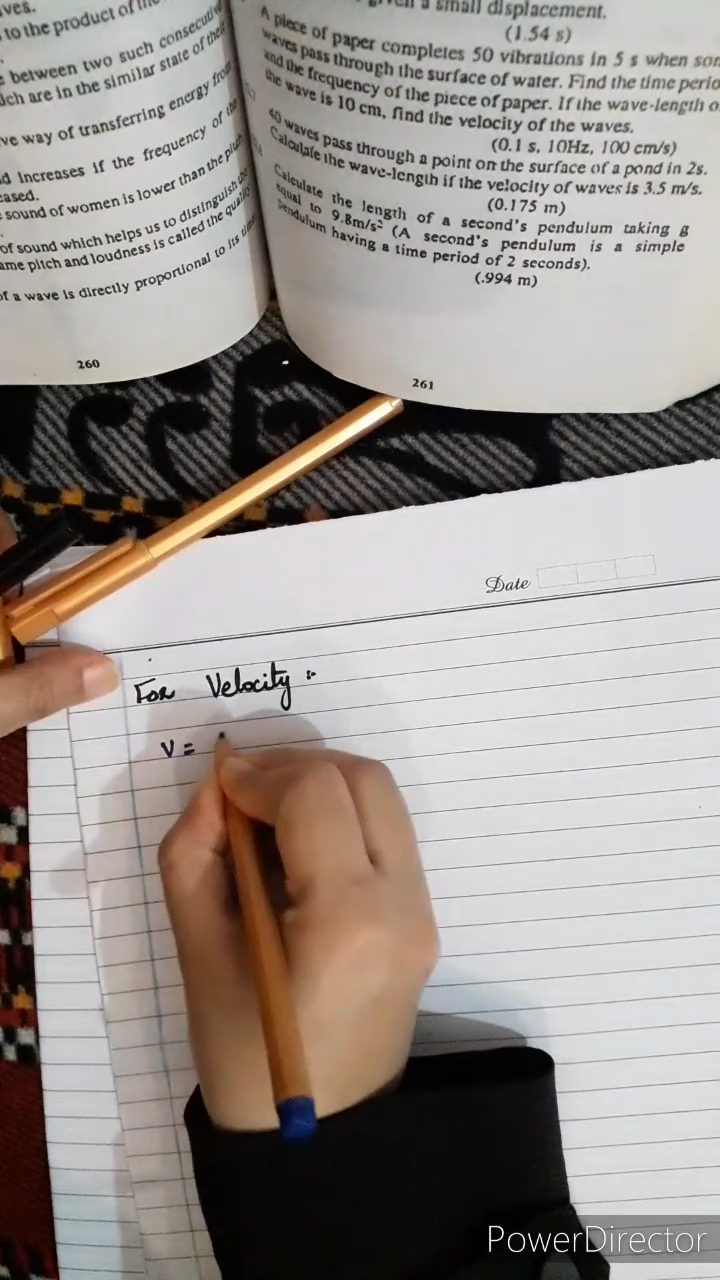 ves.
to the product of
between two such consecutive
ich are in the similar state of their
ve way of transferring energy from
d increases if the frequency of the
eased.
sound of women is lower than the pitch
of sound which helps us to distinguish the
ame pitch and loudness is called the quality
of a wave is directly proportional to its time
260
given a small displacement.
(1.54 s)
A piece of paper completes 50 vibrations in 5 s when som
waves pass through the surface of water. Find the time perio
and the frequency of the piece of paper. If the wave-length o
the wave is 10 cm, find the velocity of the waves.
(0.1 s, 10Hz, 100 cm/s)
40 waves pass through a point on the surface of a pond in 2s.
Calculate the wave-length if the velocity of waves is 3.5 m/s.
(0.175 m)
Calculate the length of a second's pendulum taking g
equal to 9.8m/s² (A second's pendulum is a simple
pendulum having a time period of 2 seconds).
(.994 m)
261
Date
For Velocity :-
V =
PowerDirector